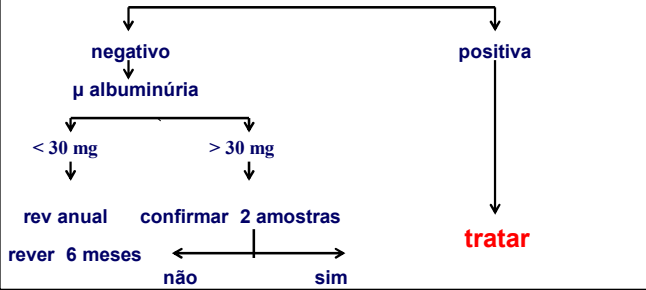 negativo
positiva
µ albuminúria
< 30 mg
> 30 mg
rev anual
confirmar 2 amostras
tratar
rever 6 meses
não
sim